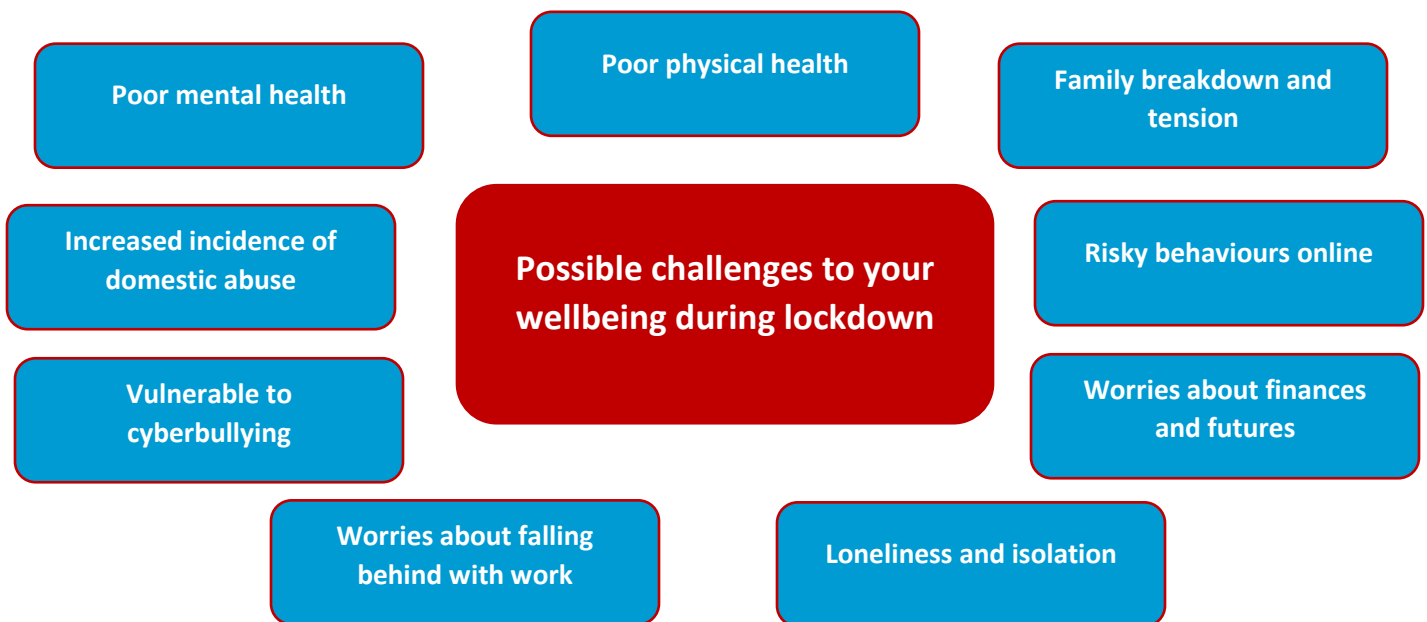 Poor physical health
Poor mental health
Family breakdown and
tension
Increased incidence of
domestic abuse
Possible challenges to your
wellbeing during lockdown
Risky behaviours online
Vulnerable to
cyberbullying
Worries about finances
and futures
Worries about falling
behind with work
Loneliness and isolation